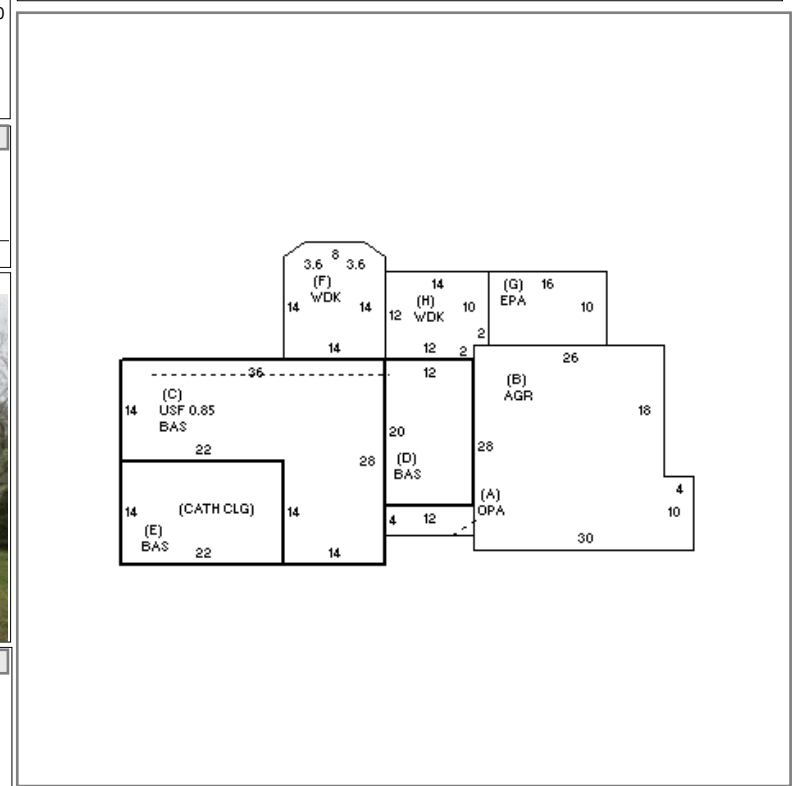 8
3.6 3.6
(F)
WDK
14 14
14
14
(H)
WDK
12 10
2
12 2
(G) 16
EPA
10
36
(C)
14 USF 0.85
BAS
22
28
12
20
(D)
BAS
26
(B)
AGR
18
28
4
10
30
(A)
OPA
4 12
14 (CATH CLG) 14
(E)
BAS
22 14